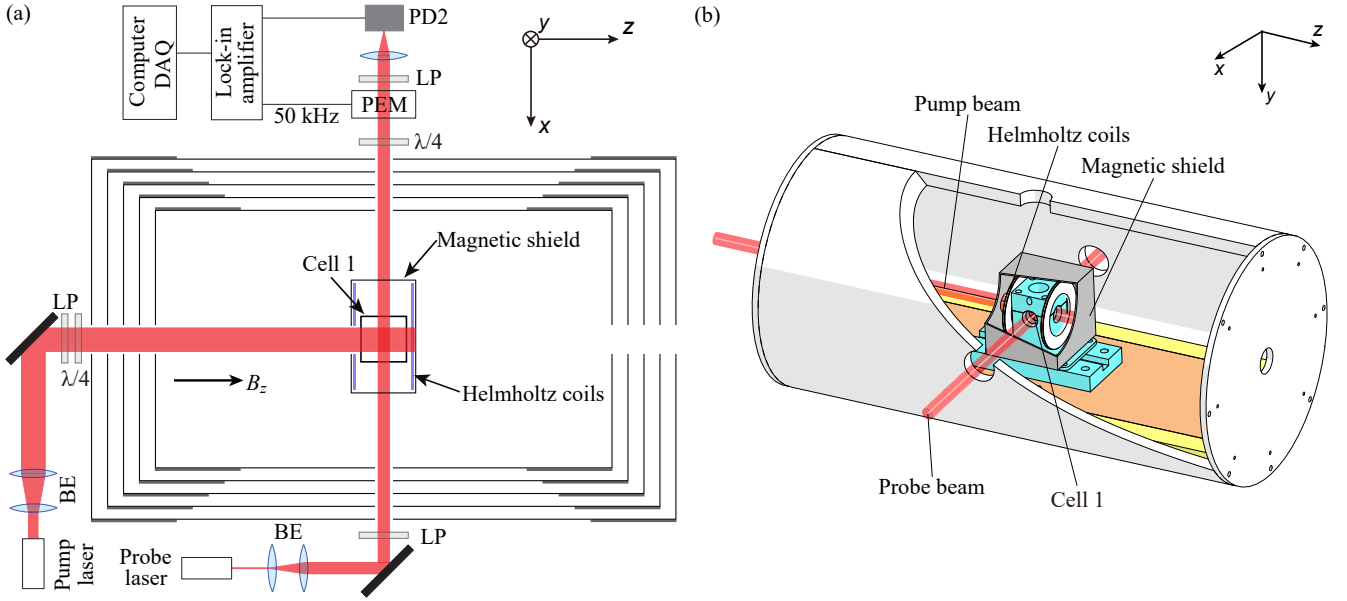 (a)
Computer
DAQ
Lock-in
amplifier
PD2
LP
PEM
50 kHz
λ/4
y
z
x
Magnetic shield
Cell 1
LP
λ/4
B_z
Helmholtz coils
BE
Pump
laser
Probe
laser
BE
LP
(b)
z
x
y
Pump beam
Helmholtz coils
Magnetic shield
Probe beam
Cell 1